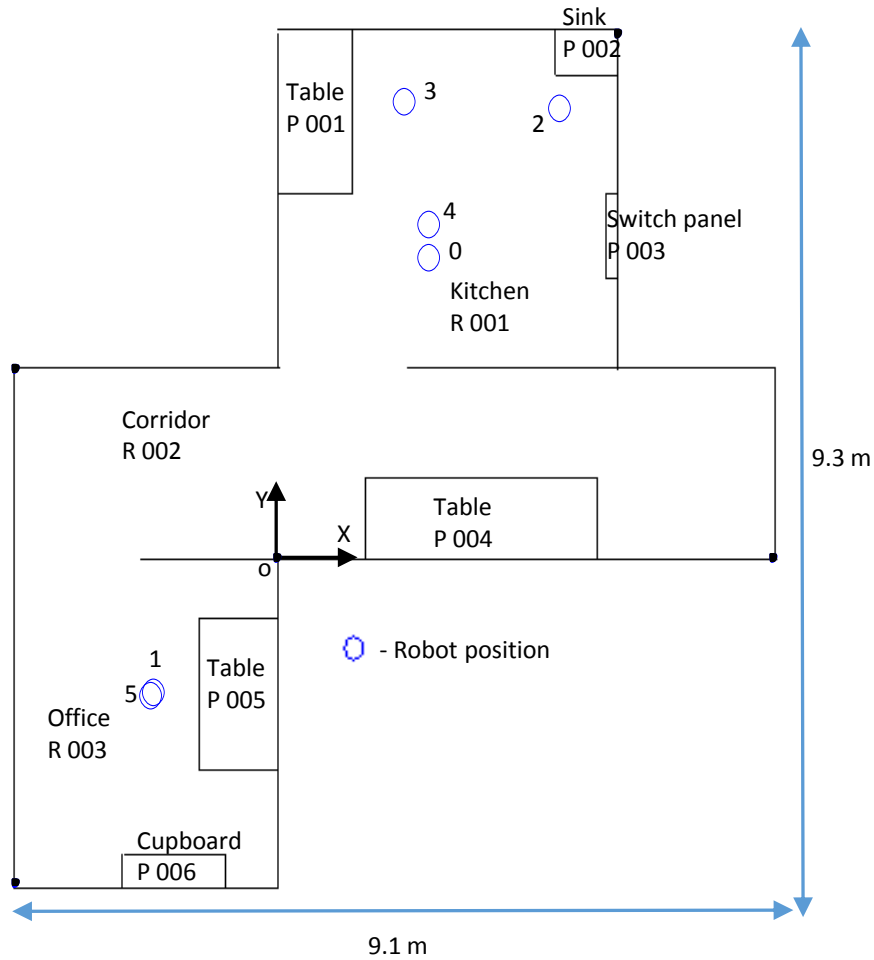 Sink
P 002
Table
P 001
3
2
4
0
Switch panel
P 003
Kitchen
R 001
Corridor
R 002
9.3 m
Y
X
Table
P 004
o
- Robot position
1
Table
P 005
5
Office
R 003
Cupboard
P 006
9.1 m